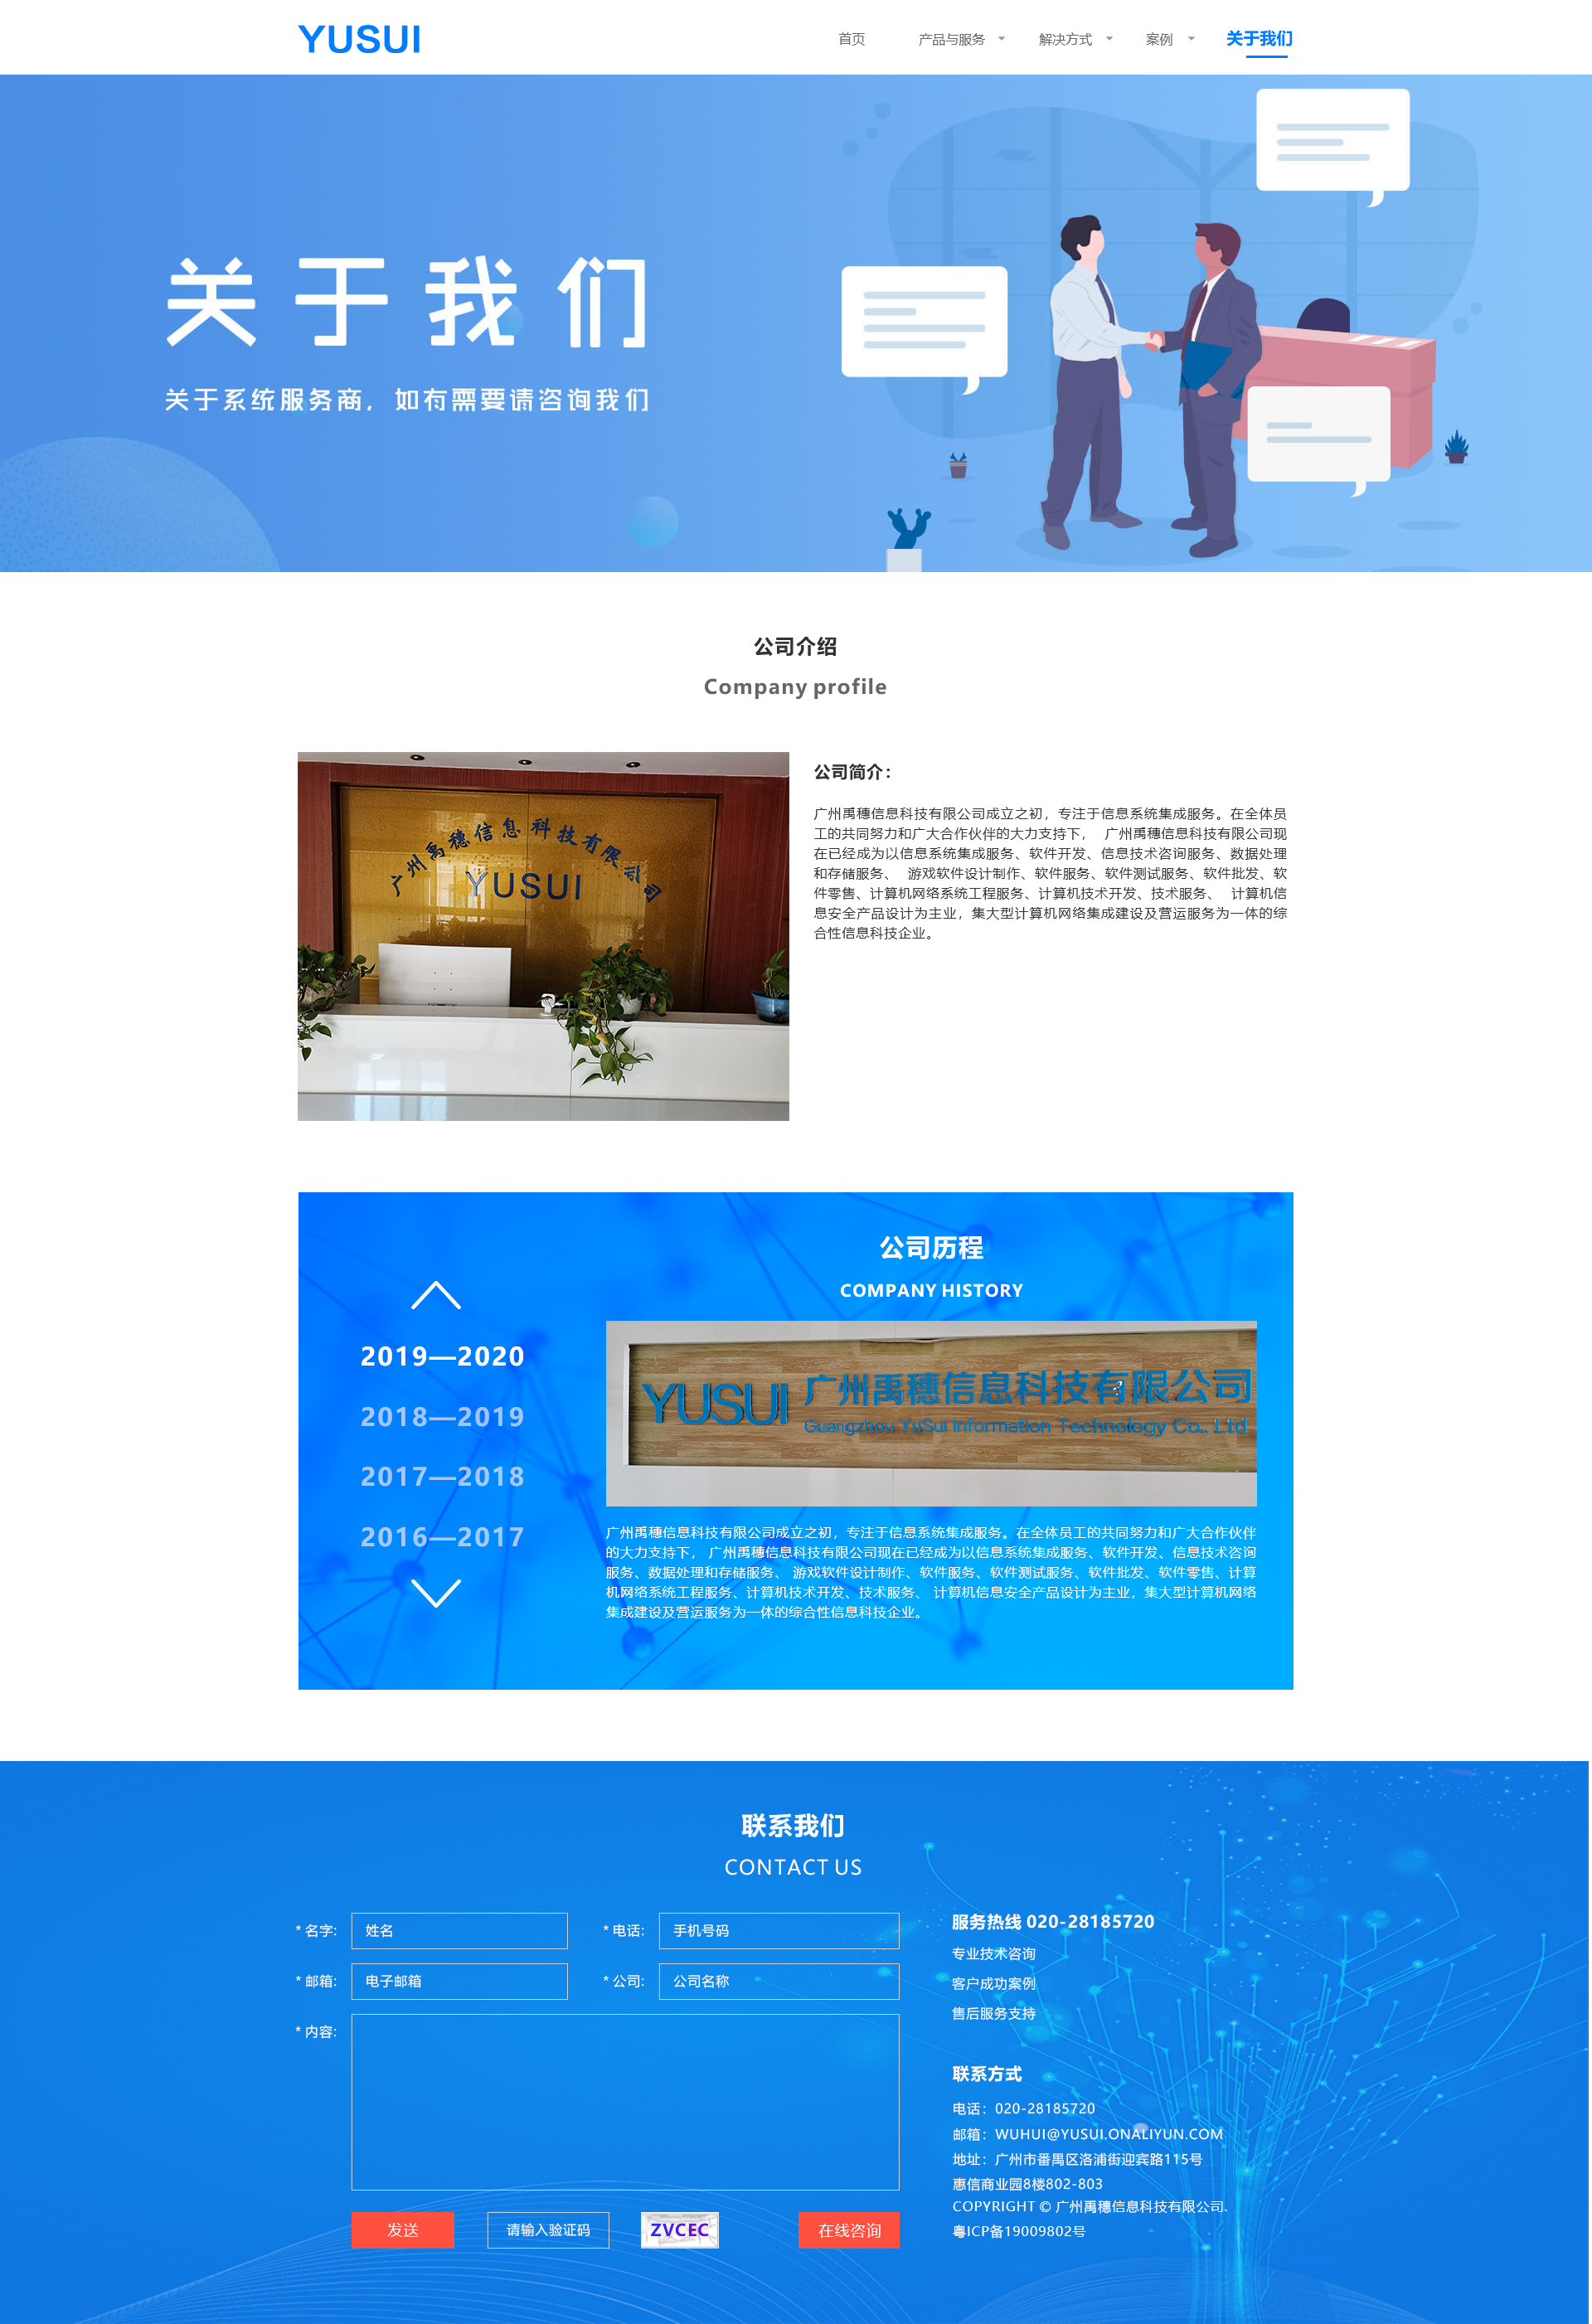 YUSUI
首页 产品与服务 解决方式 案例 关于我们
关于我们
关于系统服务商,如有需要请咨询我们
公司介绍
Company profile
广州禹穗信息科技有限公司
YUSUI
公司简介：
广州禹穗信息科技有限公司成立之初，专注于信息系统集成服务。在全体员
工的共同努力和广大合作伙伴的大力支持下， 广州禹穗信息科技有限公司现
在已经成为以信息系统集成服务、软件开发、信息技术咨询服务、数据处理
和存储服务、 游戏软件设计制作、软件服务、软件测试服务、软件批发、软
件零售、计算机网络系统工程服务、计算机技术开发、技术服务、 计算机信
息安全产品设计为主业，集大型计算机网络集成建设及营运服务为一体的综
合性信息科技企业。
2019—2020
2018—2019
2017—2018
2016—2017
公司历程
COMPANY HISTORY
YUSUI 广州禹穗信息科技有限公司
Guangzhou YuSui Information Technology Co., Ltd
广州禹穗信息科技有限公司成立之初，专注于信息系统集成服务。在全体员工的共同努力和广大合作伙伴
的大力支持下， 广州禹穗信息科技有限公司现在已经成为以信息系统集成服务、软件开发、信息技术咨询
服务、数据处理和存储服务、 游戏软件设计制作、软件服务、软件测试服务、软件批发、软件零售、计算
机网络系统工程服务、计算机技术开发、技术服务、 计算机信息安全产品设计为主业，集大型计算机网络
集成建设及营运服务为一体的综合性信息科技企业。
联系我们
CONTACT US
* 名字: 姓名 * 电话: 手机号码
* 邮箱: 电子邮箱 * 公司: 公司名称
* 内容:
发送 请输入验证码 ZVCEC 在线咨询
服务热线 020-28185720
专业技术咨询
客户成功案例
售后服务支持
联系方式
电话：020-28185720
邮箱：WUHUI@YUSUI.ONALIYUN.COM
地址：广州市番禺区洛浦街迎宾路115号
惠信商业园8楼802-803
COPYRIGHT © 广州禹穗信息科技有限公司.
粤ICP备19009802号